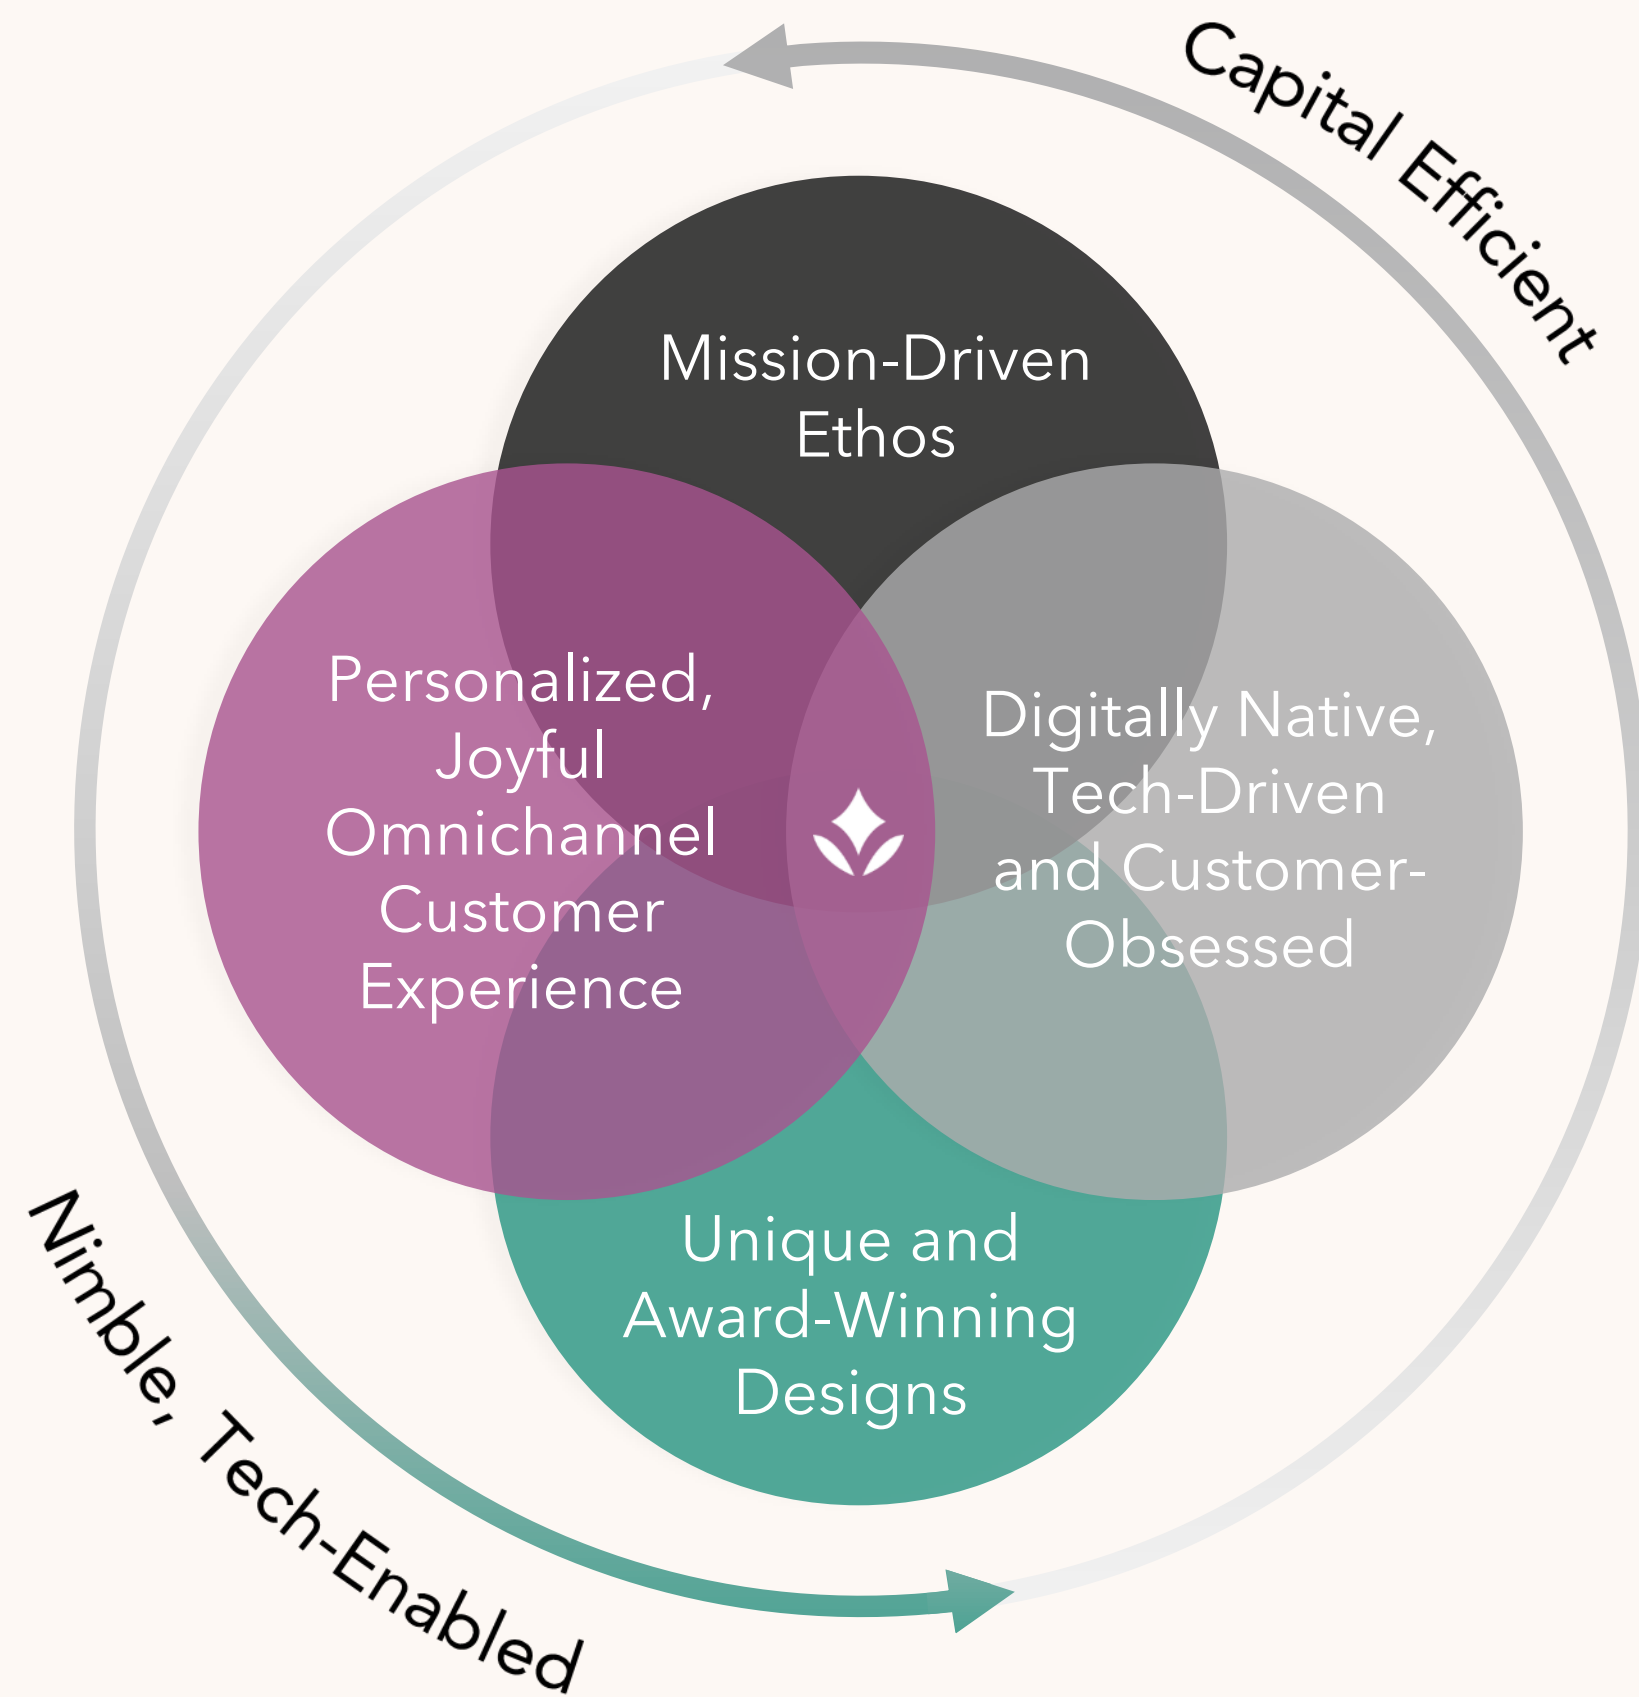 Capital Efficient
Mission-Driven
Ethos
Personalized,
Joyful
Omnichannel
Customer
Experience
Digitally Native,
Tech-Driven
and Customer-
Obsessed
Unique and
Award-Winning
Designs
Nimble, Tech-Enabled